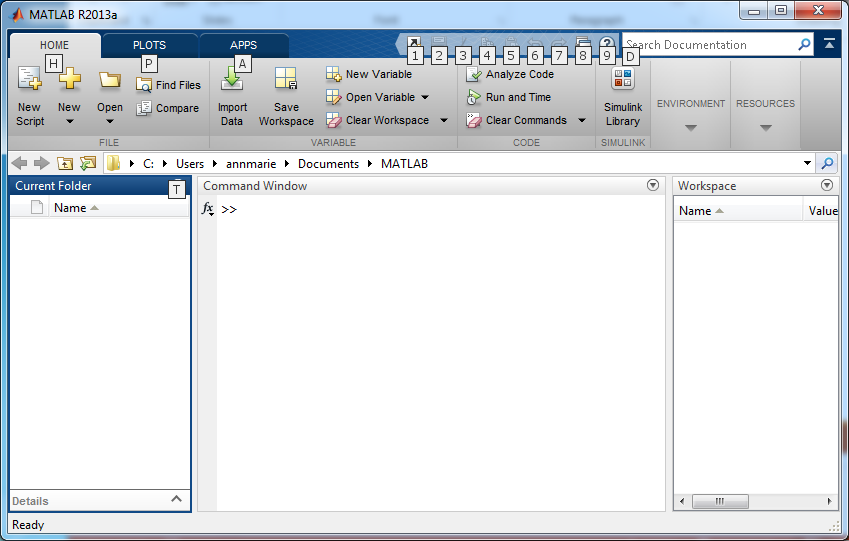 MATLAB R2013a
HOME PLOTS APPS Search Documentation
H P A 1 2 3 4 5 6 7 8 9 D
New Script
New
Open
Find Files
Compare
FILE
Import Data
Save Workspace
New Variable
Open Variable
Clear Workspace
VARIABLE
Analyze Code
Run and Time
Clear Commands
CODE
Simulink Library
SIMULINK
ENVIRONMENT
RESOURCES
C: Users annmarie Documents MATLAB
Current Folder T
Name
Details
Command Window
fx >>
Workspace
Name Value
Ready